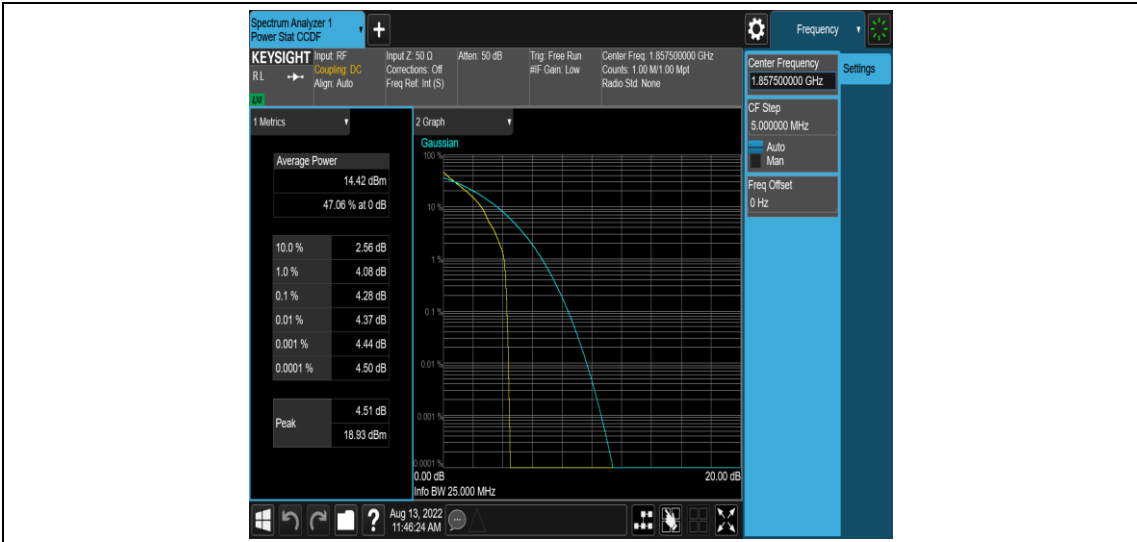 Spectrum Analyzer 1
Power Stat CCDF
+
Frequency
KEYSIGHT
Input: RF
Coupling: DC
Align: Auto
R L
LXI
Input Z: 50 Ω
Corrections: Off
Freq Ref: Int (S)
Atten: 50 dB
Trig: Free Run
#IF Gain: Low
Center Freq: 1.857500000 GHz
Counts: 1.00 M/1.00 Mpt
Radio Std: None
Center Frequency
1.857500000 GHz
Settings
CF Step
5.000000 MHz
Auto
Man
Freq Offset
0 Hz
1 Metrics
Average Power
14.42 dBm
47.06 % at 0 dB
10.0 % 2.56 dB
1.0 % 4.08 dB
0.1 % 4.28 dB
0.01 % 4.37 dB
0.001 % 4.44 dB
0.0001 % 4.50 dB
Peak
4.51 dB
18.93 dBm
2 Graph
Gaussian
100 %
10 %
1 %
0.1 %
0.01 %
0.001 %
0.0001 %
0.00 dB 20.00 dB
Info BW 25.000 MHz
?
Aug 13, 2022
11:46:24 AM